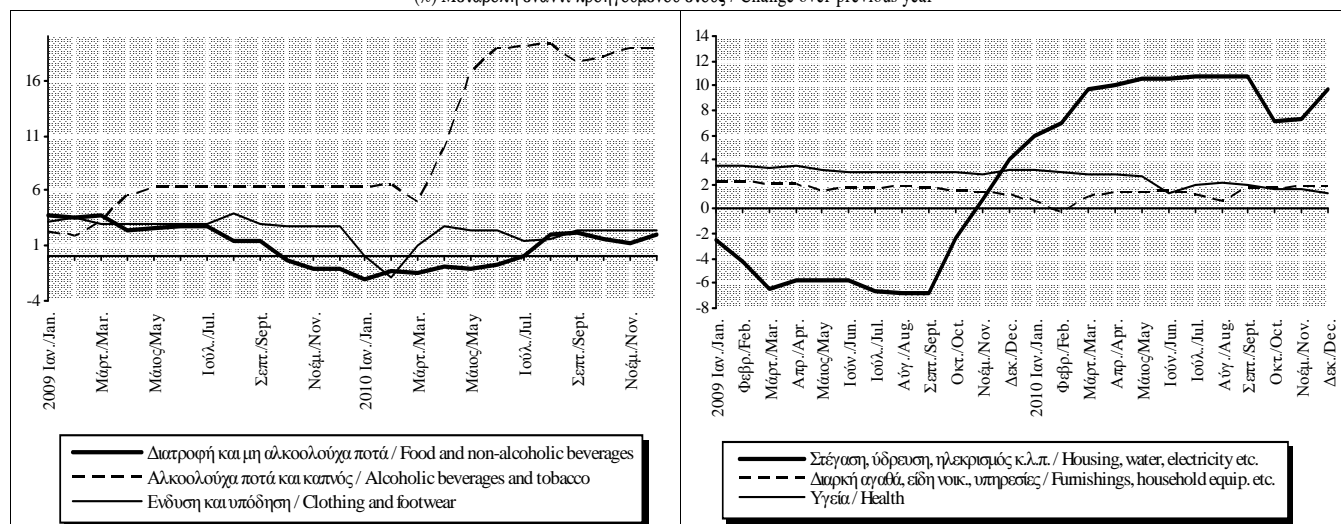 (%) Μεταβολή έναντι προηγούμενου έτους / Change over previous year
16
11
6
1
-4
2009 Ιαν./Jan.
Μάρτ./Mar.
Μάιος/May
Ιούλ./Jul.
Σεπτ./Sept.
Νοέμ./Nov.
2010 Ιαν./Jan.
Μάρτ./Mar.
Μάιος/May
Ιούλ./Jul.
Σεπτ./Sept.
Νοέμ./Nov.
Διατροφή και μη αλκοολούχα ποτά / Food and non-alcoholic beverages
Αλκοολούχα ποτά και καπνός / Alcoholic beverages and tobacco
Ενδυση και υπόδηση / Clothing and footwear
14
12
10
8
6
4
2
0
-2
-4
-6
-8
2009 Ιαν./Jan.
Φεβρ./Feb.
Μάρτ./Mar.
Απρ./Apr.
Μάιος/May
Ιούν./Jun.
Ιούλ./Jul.
Αύγ./Aug.
Σεπτ./Sept.
Οκτ./Oct.
Νοέμ./Nov.
Δεκ./Dec.
2010 Ιαν./Jan.
Φεβρ./Feb.
Μάρτ./Mar.
Απρ./Apr.
Μάιος/May
Ιούν./Jun.
Ιούλ./Jul.
Αύγ./Aug.
Σεπτ./Sept.
Οκτ./Oct.
Νοέμ./Nov.
Δεκ./Dec.
Στέγαση, ύδρευση, ηλεκρισμός κ.λ.π. / Housing, water, electricity etc.
Διαρκή αγαθά, είδη νοικ., υπηρεσίες / Furnishings, household equip. etc.
Υγεία / Health